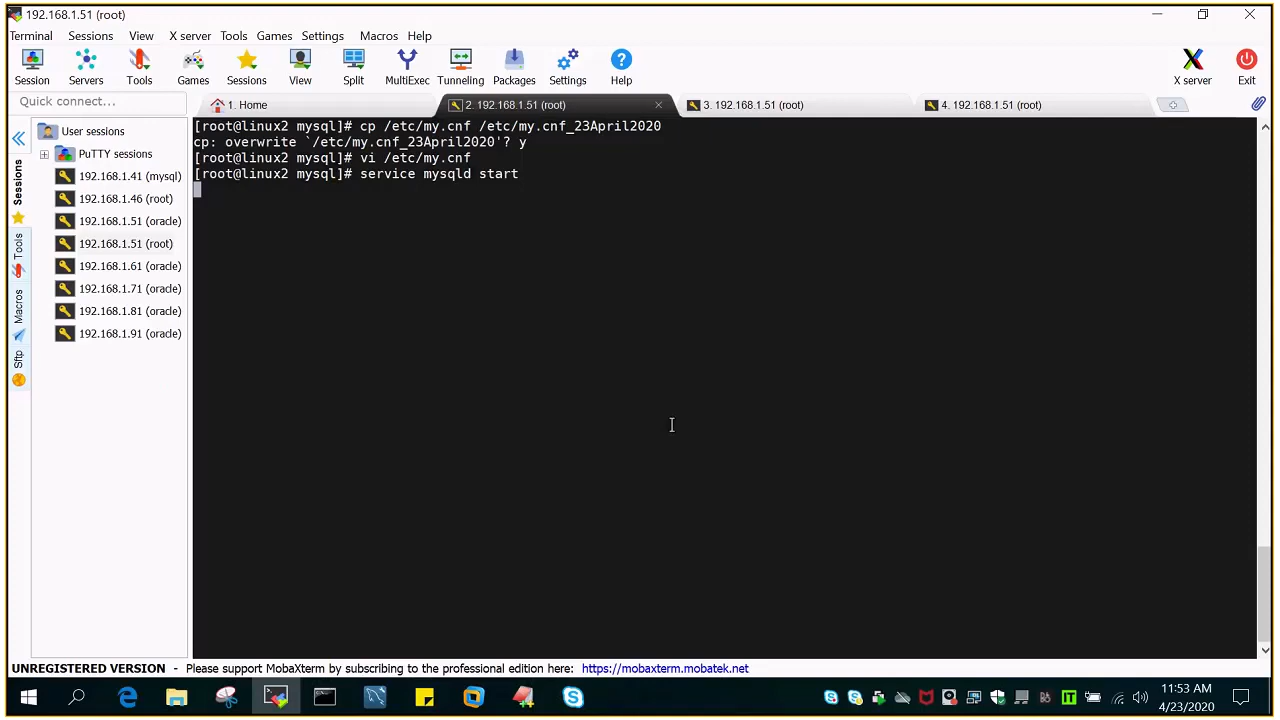 192.168.1.51 (root)
Terminal Sessions View X server Tools Games Settings Macros Help
Session Servers Tools Games Sessions View Split MultiExec Tunneling Packages Settings Help X server Exit
Quick connect...
1. Home
2. 192.168.1.51 (root)
3. 192.168.1.51 (root)
4. 192.168.1.51 (root)
Sessions
Tools
Macros
Sftp
User sessions
PuTTY sessions
192.168.1.41 (mysql)
192.168.1.46 (root)
192.168.1.51 (oracle)
192.168.1.51 (root)
192.168.1.61 (oracle)
192.168.1.71 (oracle)
192.168.1.81 (oracle)
192.168.1.91 (oracle)
[root@linux2 mysql]# cp /etc/my.cnf /etc/my.cnf_23April2020
cp: overwrite `/etc/my.cnf_23April2020'? y
[root@linux2 mysql]# vi /etc/my.cnf
[root@linux2 mysql]# service mysqld start
UNREGISTERED VERSION - Please support MobaXterm by subscribing to the professional edition here: https://mobaxterm.mobatek.net
11:53 AM
4/23/2020